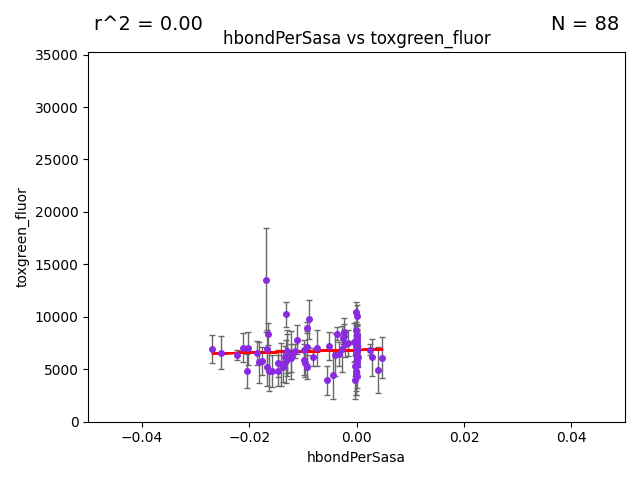 r^2 = 0.00
N = 88
hbondPerSasa vs toxgreen_fluor
35000
30000
25000
20000
15000
10000
5000
0
toxgreen_fluor
−0.04
−0.02
0.00
0.02
0.04
hbondPerSasa